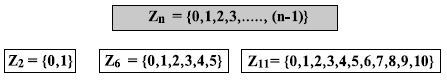 Zn = {0,1,2,3,....., (n-1)}
Z2 = {0,1} Z6 = {0,1,2,3,4,5} Z11= {0,1,2,3,4,5,6,7,8,9,10}